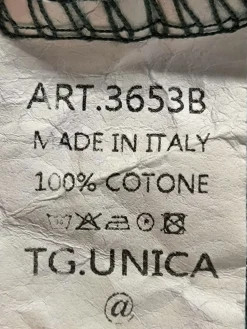 ART.3653B
MADE IN ITALY
100% COTONE
TG.UNICA
@